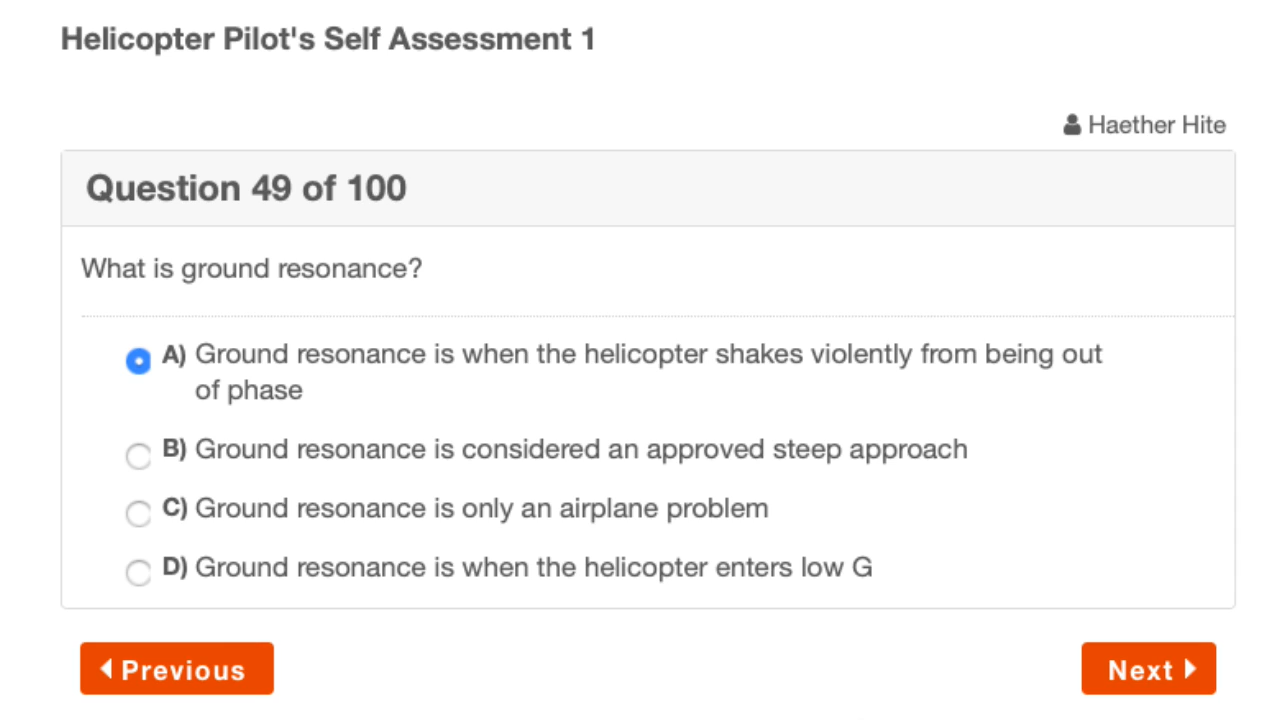 Helicopter Pilot's Self Assessment 1
Haether Hite
Question 49 of 100
What is ground resonance?
A) Ground resonance is when the helicopter shakes violently from being out
of phase
B) Ground resonance is considered an approved steep approach
C) Ground resonance is only an airplane problem
D) Ground resonance is when the helicopter enters low G
Previous
Next